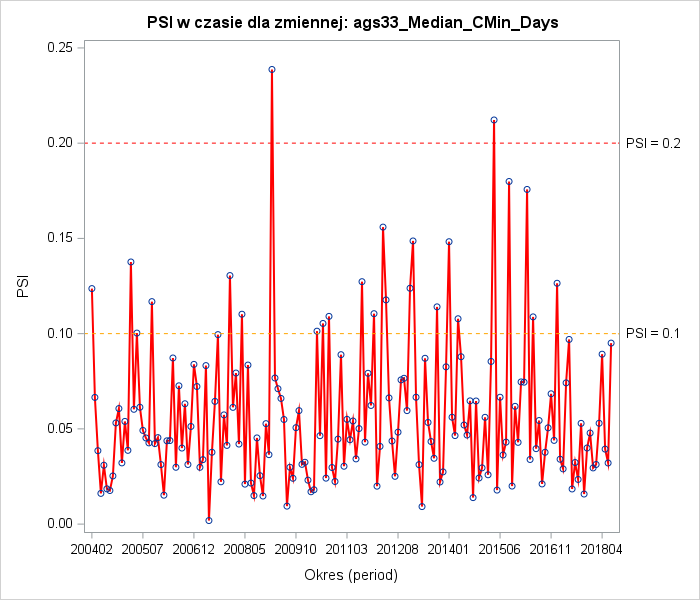 PSI w czasie dla zmiennej: ags33_Median_CMin_Days
0.25
0.20
0.15
0.10
0.05
0.00
PSI
PSI = 0.2
PSI = 0.1
200402 200507 200612 200805 200910 201103 201208 201401 201506 201611 201804
Okres (period)